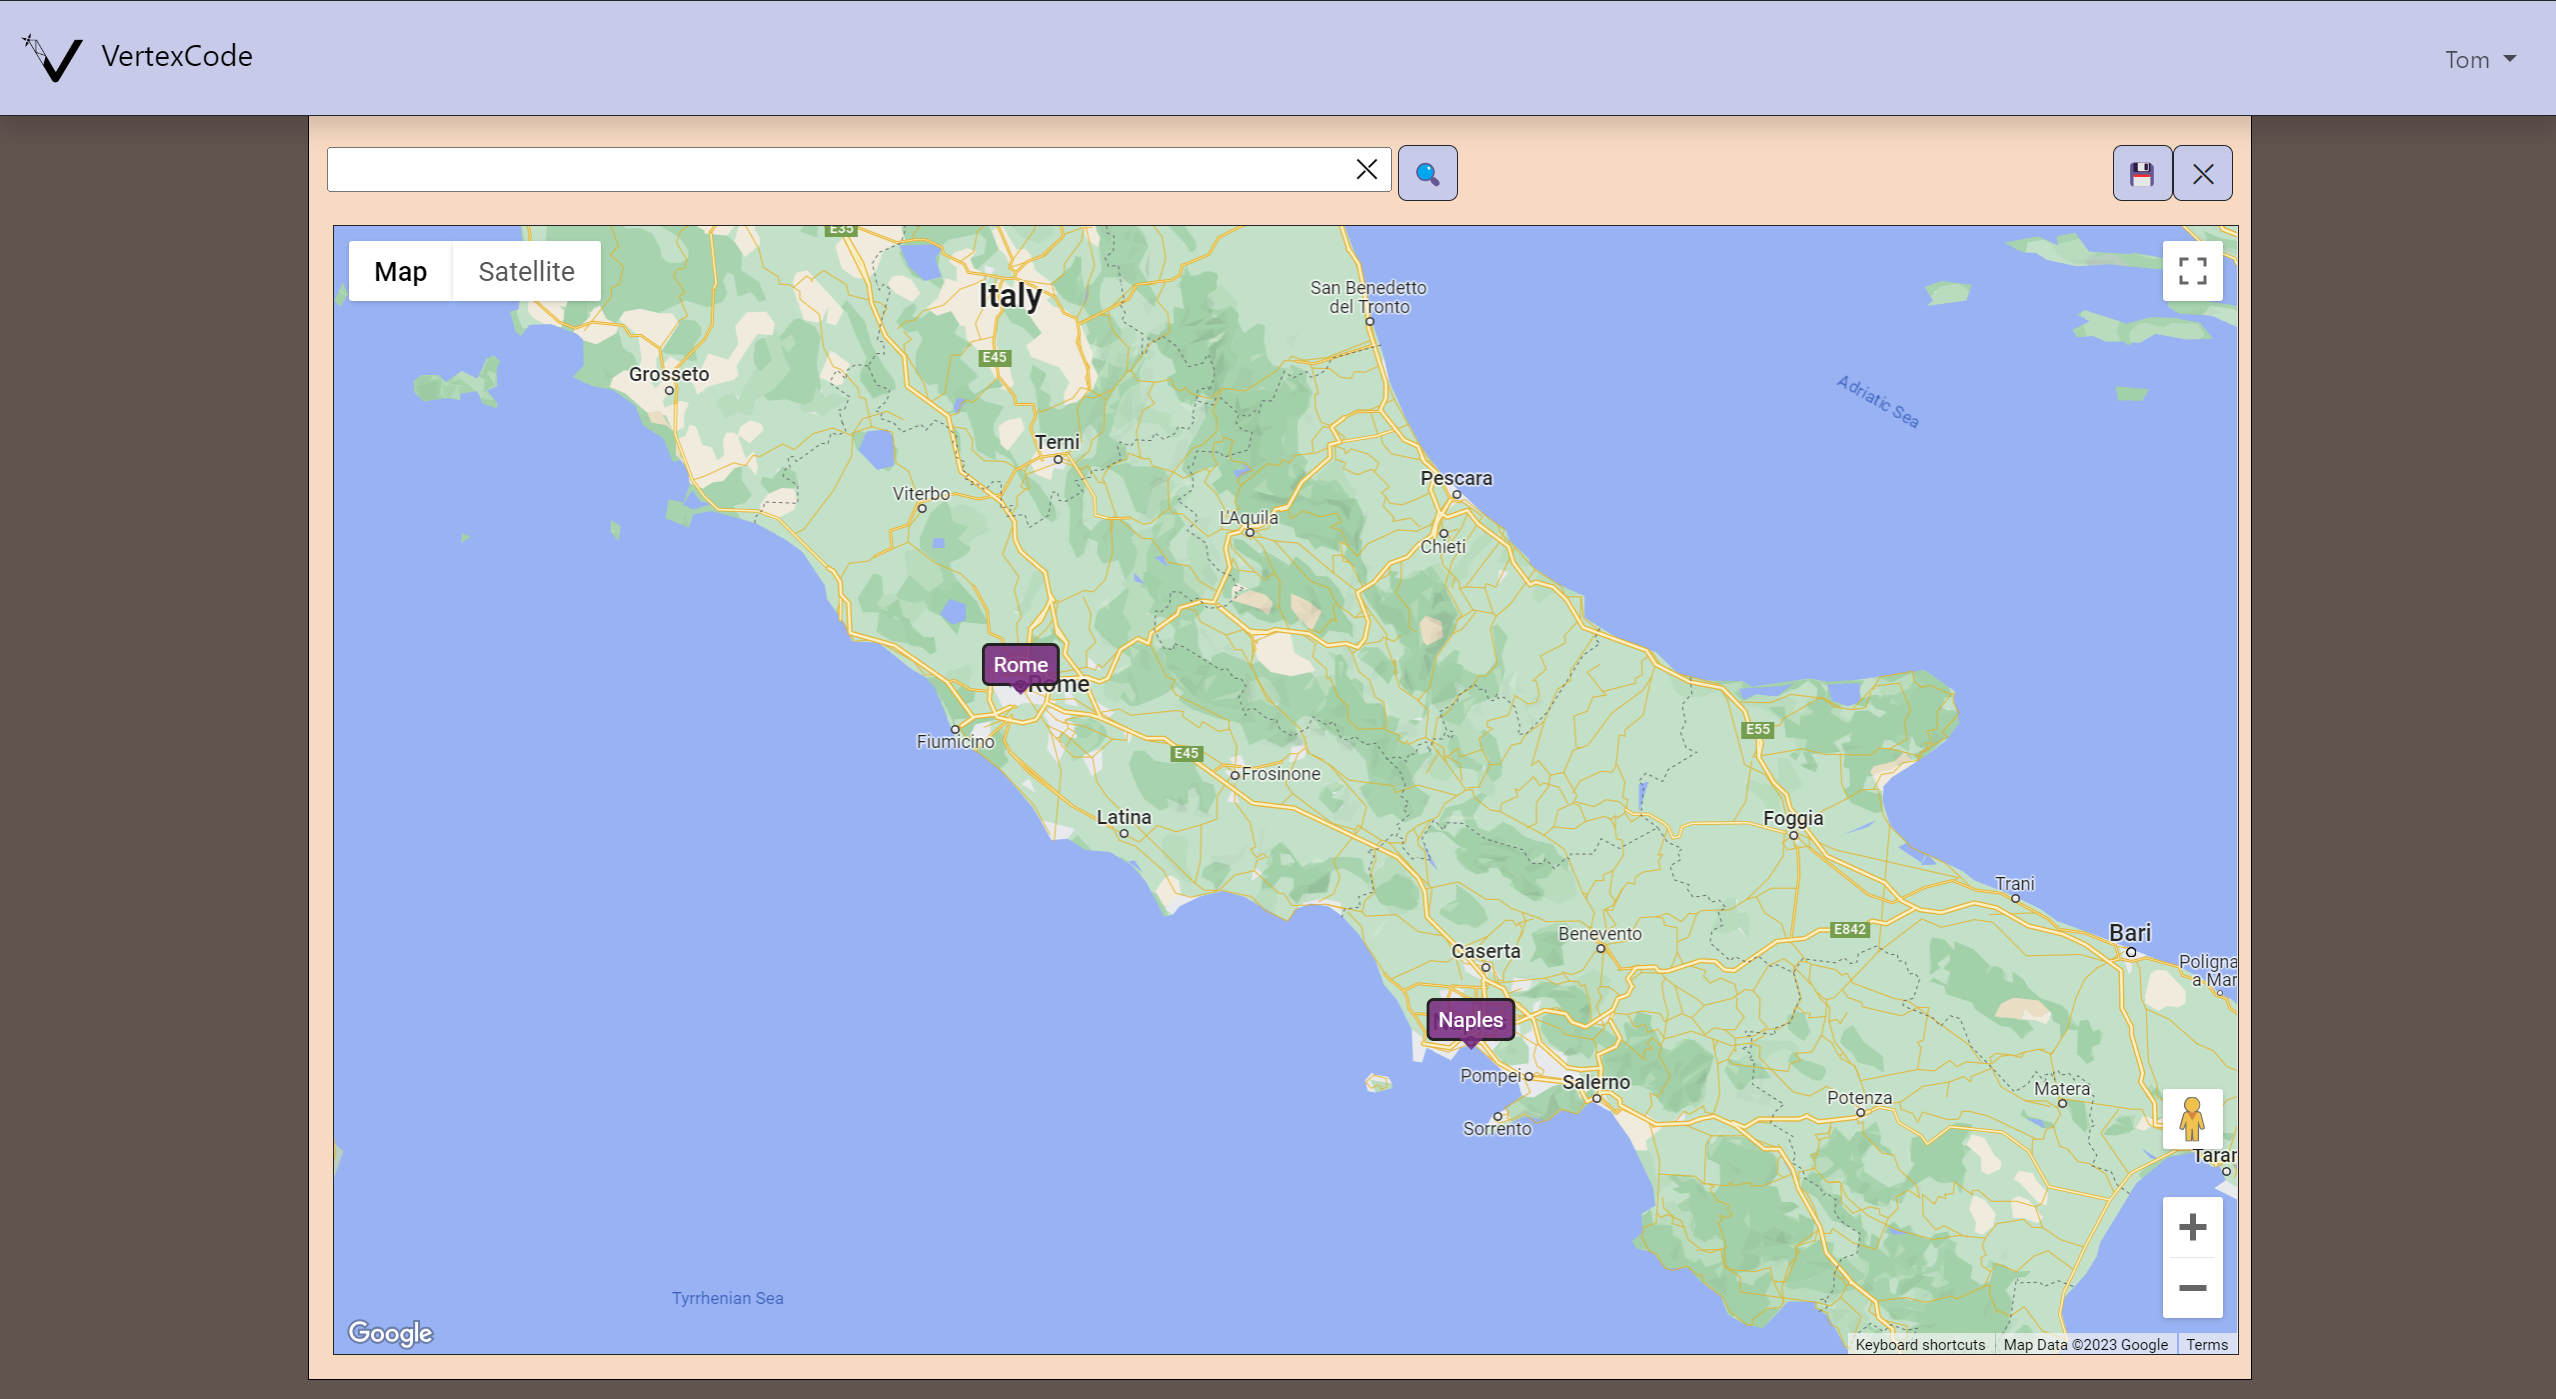 VertexCode
Tom
Map
Satellite
E35
Italy
San Benedetto
del Tronto
E45
Grosseto
Adriatic Sea
Terni
Pescara
Viterbo
L'Aquila
Chieti
Rome
Rome
Fiumicino
E55
E45
Frosinone
Latina
Foggia
Trani
Bari
E842
Benevento
Caserta
Poligna
a Mar
Naples
Pompei
Salerno
Sorrento
Potenza
Matera
Tarar
Tyrrhenian Sea
Google
Keyboard shortcuts
Map Data ©2023 Google
Terms